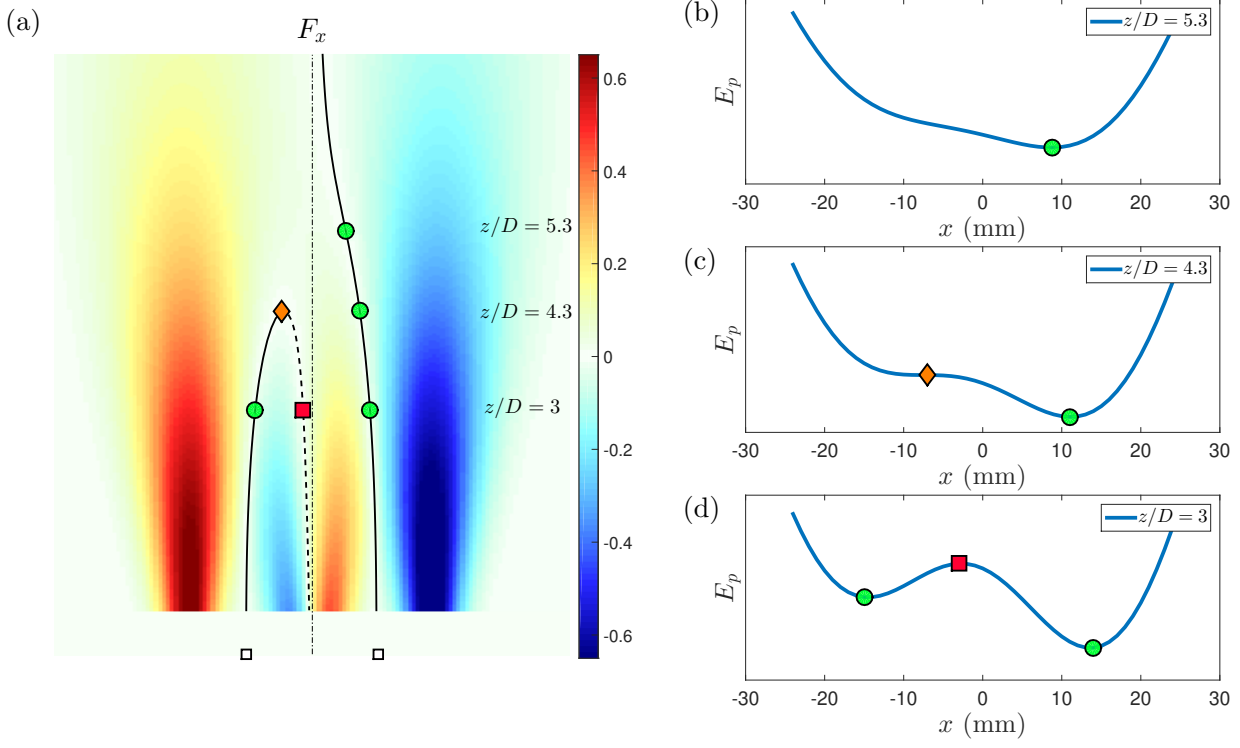 (a)
F_x
z/D = 5.3
z/D = 4.3
z/D = 3
0.6
0.4
0.2
0
-0.2
-0.4
-0.6
(b)
E_p
z/D = 5.3
-30 -20 -10 0 10 20 30
x (mm)
(c)
E_p
z/D = 4.3
-30 -20 -10 0 10 20 30
x (mm)
(d)
E_p
z/D = 3
-30 -20 -10 0 10 20 30
x (mm)